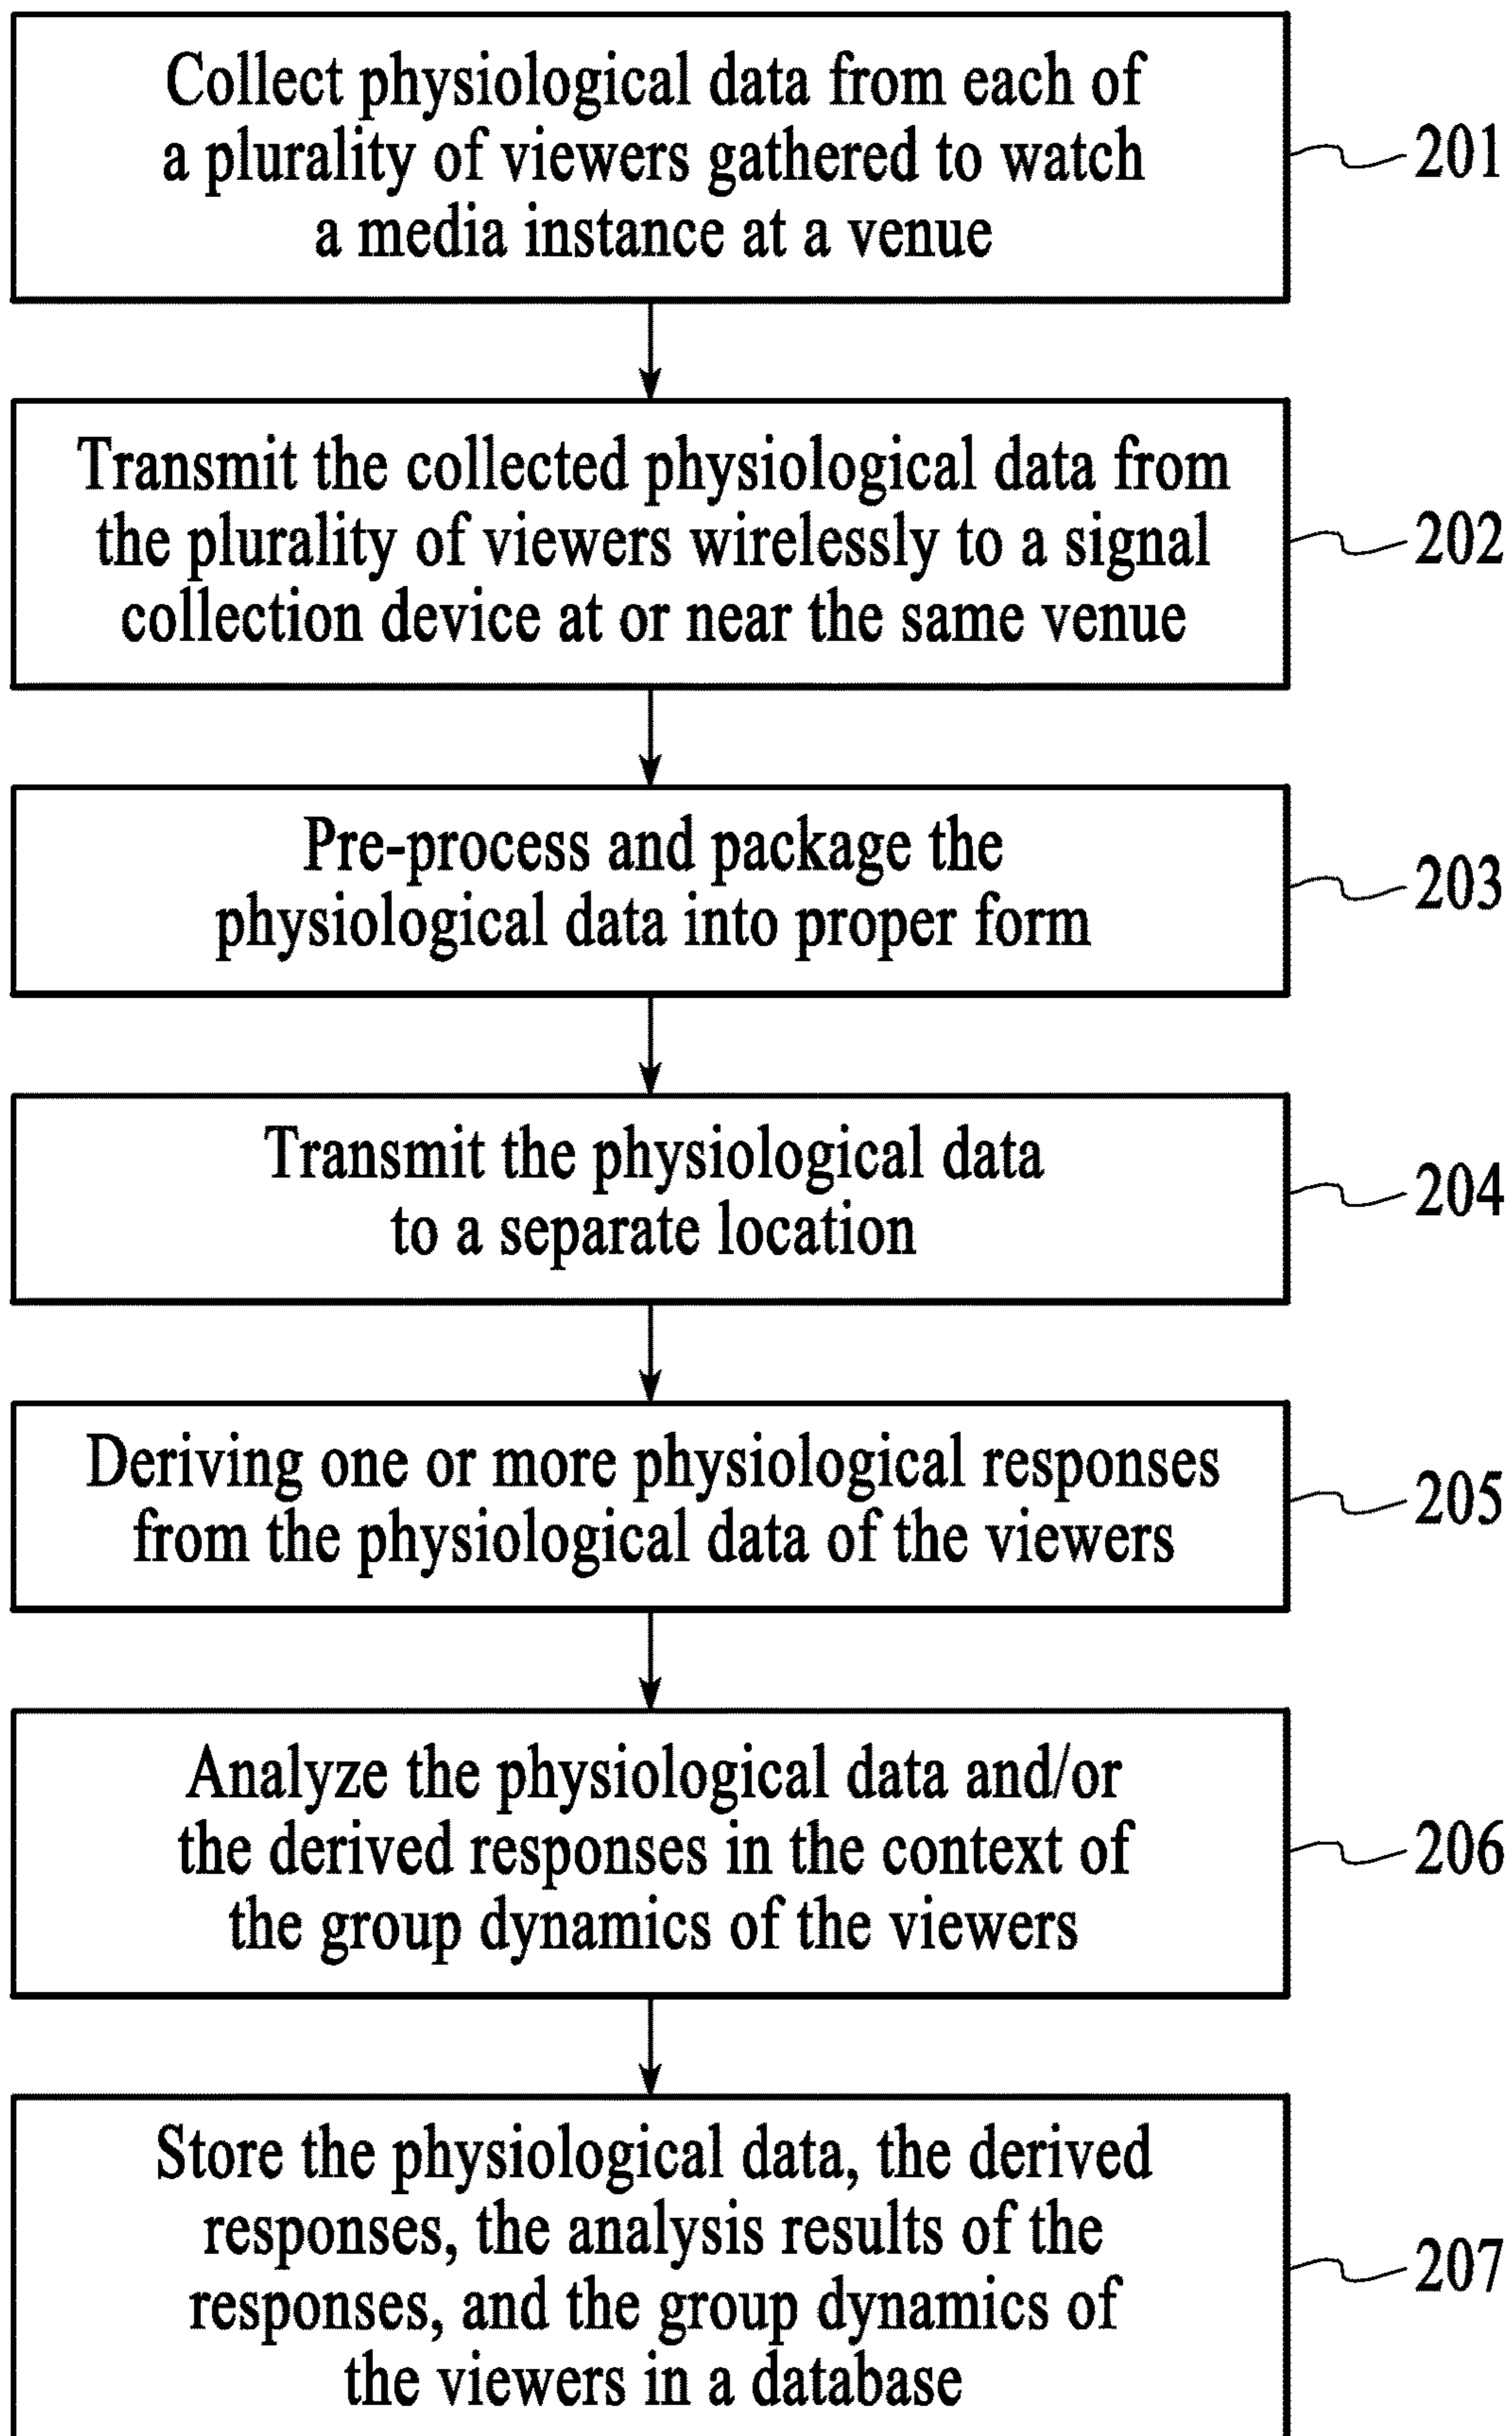 Collect physiological data from each of
a plurality of viewers gathered to watch
a media instance at a venue
201
Transmit the collected physiological data from
the plurality of viewers wirelessly to a signal
collection device at or near the same venue
202
Pre-process and package the
physiological data into proper form
203
Transmit the physiological data
to a separate location
204
Deriving one or more physiological responses
from the physiological data of the viewers
205
Analyze the physiological data and/or
the derived responses in the context of
the group dynamics of the viewers
206
Store the physiological data, the derived
responses, the analysis results of the
responses, and the group dynamics of
the viewers in a database
207